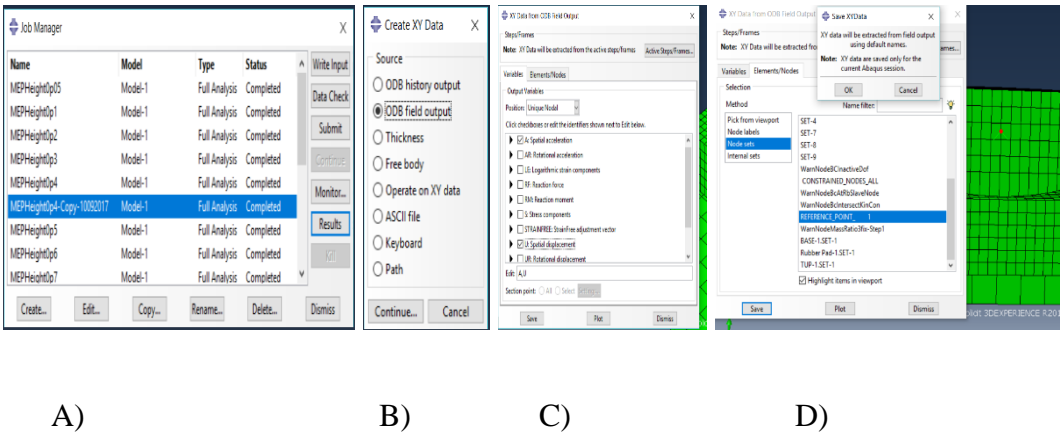 Job Manager X
Name Model Type Status
MEPHeight0p05 Model-1 Full Analysis Completed
MEPHeight0p1 Model-1 Full Analysis Completed
MEPHeight0p2 Model-1 Full Analysis Completed
MEPHeight0p3 Model-1 Full Analysis Completed
MEPHeight0p4 Model-1 Full Analysis Completed
MEPHeight0p4-Copy-10092017 Model-1 Full Analysis Completed
MEPHeight0p5 Model-1 Full Analysis Completed
MEPHeight0p6 Model-1 Full Analysis Completed
MEPHeight0p7 Model-1 Full Analysis Completed
Write Input
Data Check
Submit
Continue
Monitor...
Results
Kill
Create... Edit... Copy... Rename... Delete... Dismiss
Create XY Data X
Source
ODB history output
ODB field output
Thickness
Free body
Operate on XY data
ASCII file
Keyboard
Path
Continue... Cancel
XY Data from ODB Field Output X
Steps/Frames
Note: XY Data will be extracted from the active steps/frames Active Steps/Frames...
Variables Elements/Nodes
Output Variables
Position: Unique Nodal
Click checkboxes or edit the identifiers shown next to Edit below.
A: Spatial acceleration
AR: Rotational acceleration
LE: Logarithmic strain components
RF: Reaction force
RM: Reaction moment
S: Stress components
STRAINFREE: Strain-free adjustment vector
U: Spatial displacement
UR: Rotational displacement
Edit: A,U
Section point: All Select
Save Plot Dismiss
XY Data from ODB Field Output X
Steps/Frames
Note: XY Data will be extracted fro ames...
Variables Elements/Nodes
Selection
Method Name filter:
Pick from viewport
Node labels
Node sets
Internal sets
SET-4
SET-7
SET-8
SET-9
WarnNodeBCInactiveDof
CONSTRAINED_NODES_ALL
WarnNodeBcAtRbSlaveNode
WarnNodeBcIntersectKinCon
REFERENCE_POINT_ 1
WarnNodeMassRatio3fix-Step1
BASE-1.SET-1
Rubber Pad-1.SET-1
TUP-1.SET-1
Highlight items in viewport
Save Plot Dismiss
Save XYData X
XY data will be extracted from field output
using default names.
Note: XY data are saved only for the
current Abaqus session.
OK Cancel
3DEXPERIENCE R201
A) B) C) D)